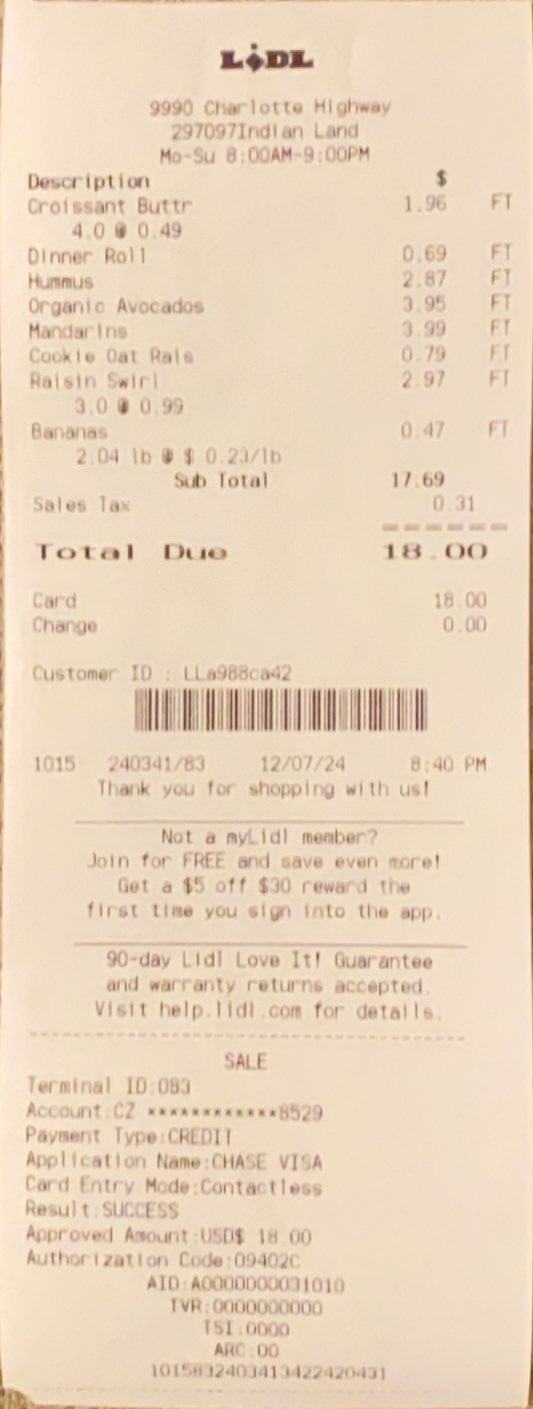 LiDL
9990 Charlotte Highway
297097Indian Land
Mo-Su 8:00AM-9:00PM
Description $
Croissant Buttr 1.96 FT
4.0 @ 0.49
Dinner Roll 0.69 FT
Hummus 2.87 FT
Organic Avocados 3.95 FT
Mandarins 3.99 FT
Cookie Oat Rais 0.79 FT
Raisin Swirl 2.97 FT
3.0 @ 0.99
Bananas 0.47 FT
2.04 lb @ $ 0.23/lb
Sub Total 17.69
Sales Tax 0.31
Total Due 18.00
Card 18.00
Change 0.00
Customer ID : LLa988ca42
1015 240341/83 12/07/24 8:40 PM
Thank you for shopping with us!
Not a myLidl member?
Join for FREE and save even more!
Get a $5 off $30 reward the
first time you sign into the app.
90-day Lidl Love It! Guarantee
and warranty returns accepted.
Visit help.lidl.com for details.
SALE
Terminal ID:083
Account:CZ ************8529
Payment Type:CREDIT
Application Name:CHASE VISA
Card Entry Mode:Contactless
Result:SUCCESS
Approved Amount:USD$ 18.00
Authorization Code:09402C
AID:A0000000031010
TVR:0000000000
TSI:0000
ARC:00
1015832403413422420431